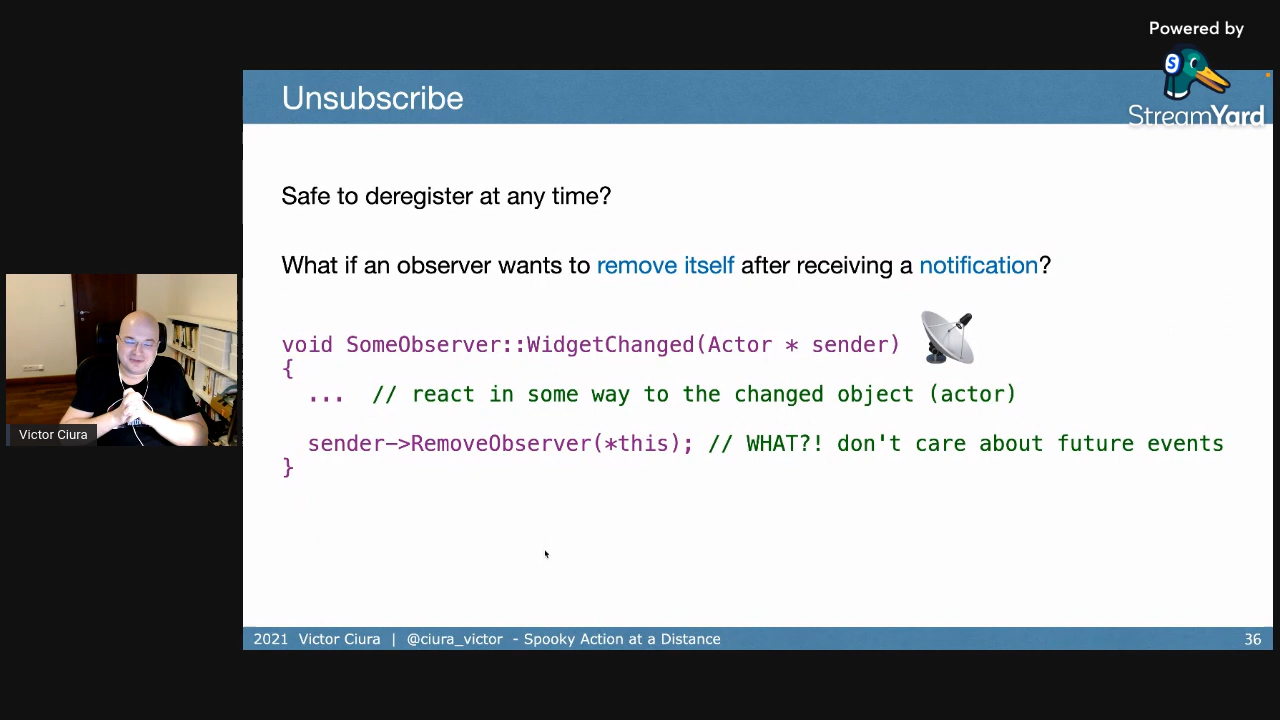 Powered by
S
StreamYard
Unsubscribe
Safe to deregister at any time?
What if an observer wants to remove itself after receiving a notification?
void SomeObserver::WidgetChanged(Actor * sender)
{
... // react in some way to the changed object (actor)
sender->RemoveObserver(*this); // WHAT?! don't care about future events
}
Victor Ciura
2021 Victor Ciura | @ciura_victor - Spooky Action at a Distance
36